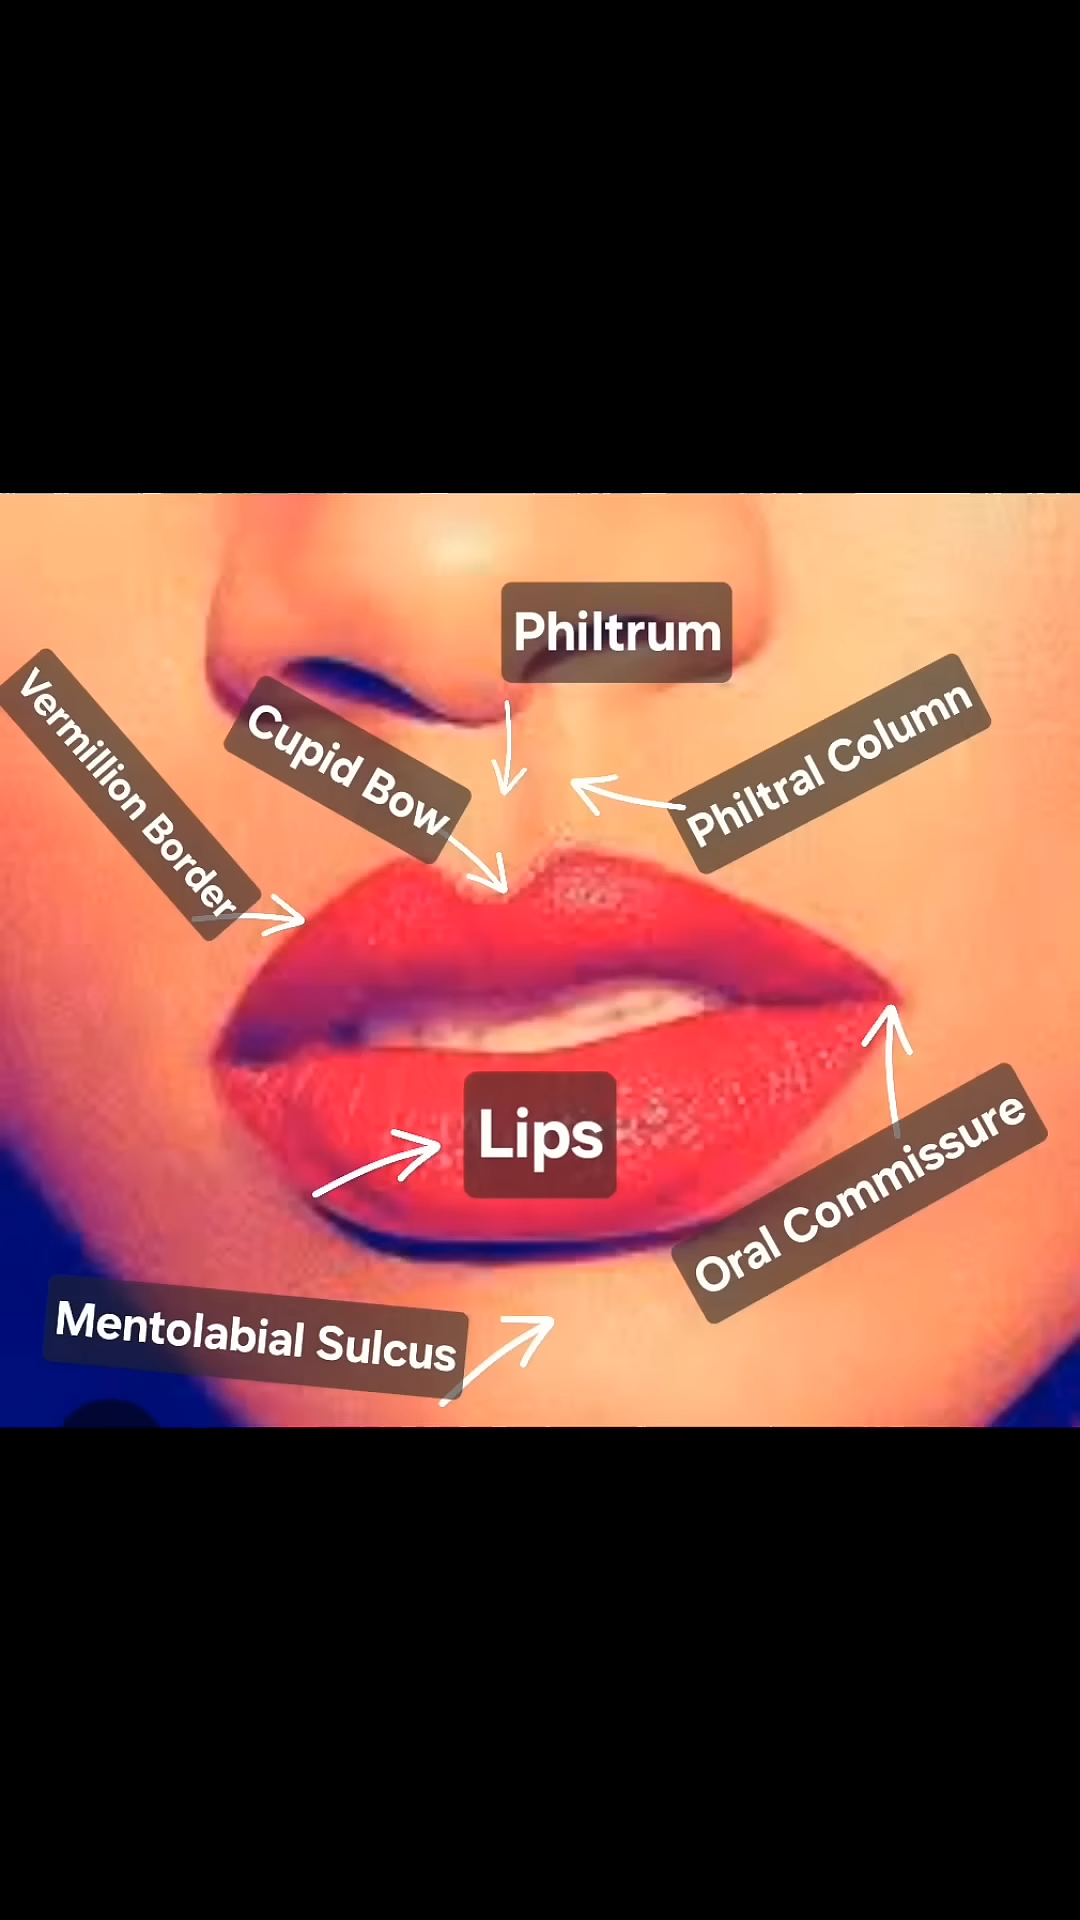 Philtrum
Vermillion Border
Cupid Bow
Philtral Column
Lips
Oral Commissure
Mentolabial Sulcus